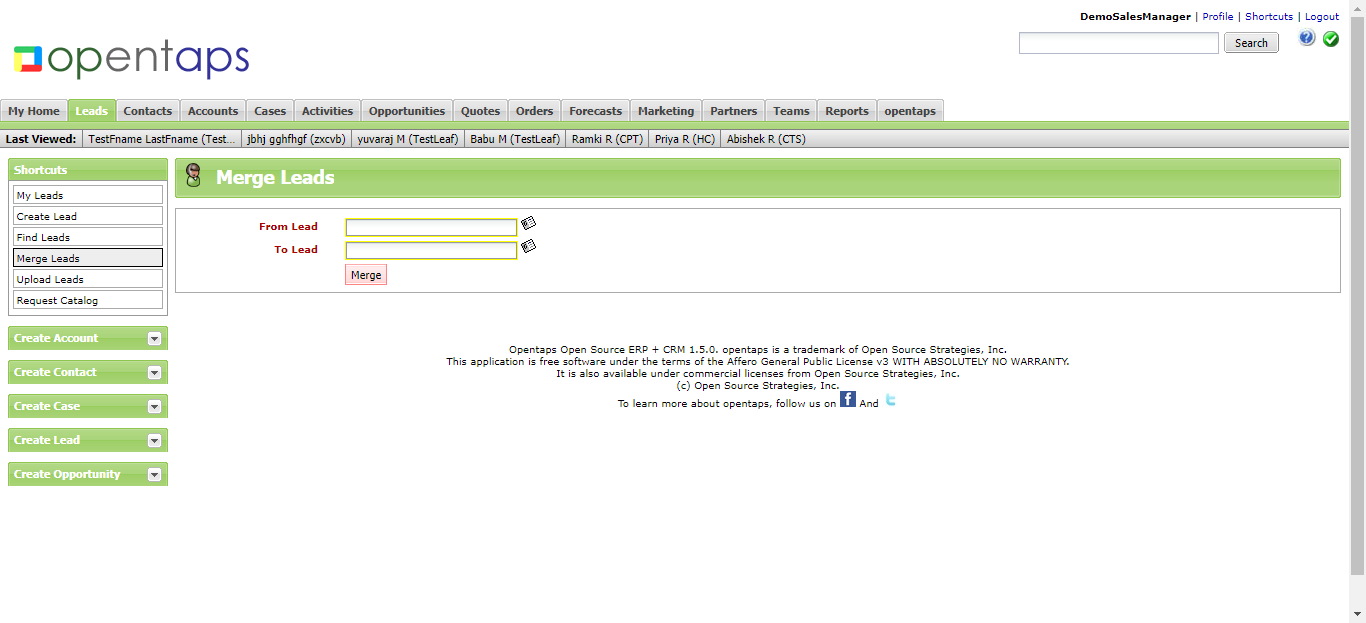 DemoSalesManager | Profile | Shortcuts | Logout
opentaps
Search
My Home Leads Contacts Accounts Cases Activities Opportunities Quotes Orders Forecasts Marketing Partners Teams Reports opentaps
Last Viewed: TestFname LastFname (Test... jbhj gghfhgf (zxcvb) yuvaraj M (TestLeaf) Babu M (TestLeaf) Ramki R (CPT) Priya R (HC) Abishek R (CTS)
Shortcuts
My Leads
Create Lead
Find Leads
Merge Leads
Upload Leads
Request Catalog
Create Account
Create Contact
Create Case
Create Lead
Create Opportunity
Merge Leads
From Lead
To Lead
Merge
Opentaps Open Source ERP + CRM 1.5.0. opentaps is a trademark of Open Source Strategies, Inc.
This application is free software under the terms of the Affero General Public License v3 WITH ABSOLUTELY NO WARRANTY.
It is also available under commercial licenses from Open Source Strategies, Inc.
(c) Open Source Strategies, Inc.
To learn more about opentaps, follow us on f And t